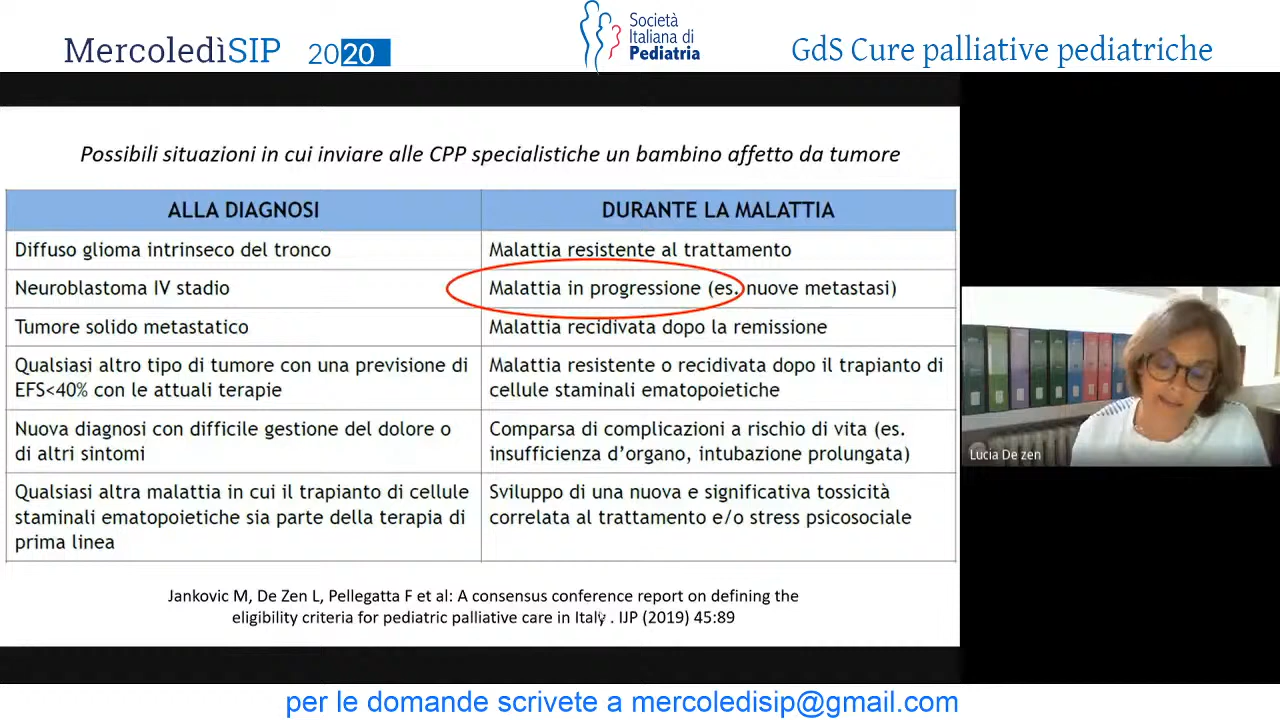 MercoledìSIP 2020
Società
Italiana di
Pediatria
GdS Cure palliative pediatriche
Possibili situazioni in cui inviare alle CPP specialistiche un bambino affetto da tumore
ALLA DIAGNOSI
DURANTE LA MALATTIA
Diffuso glioma intrinseco del tronco
Malattia resistente al trattamento
Neuroblastoma IV stadio
Malattia in progressione (es. nuove metastasi)
Tumore solido metastatico
Malattia recidivata dopo la remissione
Qualsiasi altro tipo di tumore con una previsione di
EFS<40% con le attuali terapie
Malattia resistente o recidivata dopo il trapianto di
cellule staminali ematopoietiche
Nuova diagnosi con difficile gestione del dolore o
di altri sintomi
Comparsa di complicazioni a rischio di vita (es.
insufficienza d’organo, intubazione prolungata)
Qualsiasi altra malattia in cui il trapianto di cellule
staminali ematopoietiche sia parte della terapia di
prima linea
Sviluppo di una nuova e significativa tossicità
correlata al trattamento e/o stress psicosociale
Jankovic M, De Zen L, Pellegatta F et al: A consensus conference report on defining the
eligibility criteria for pediatric palliative care in Italy . IJP (2019) 45:89
Lucia De zen
per le domande scrivete a mercoledisip@gmail.com